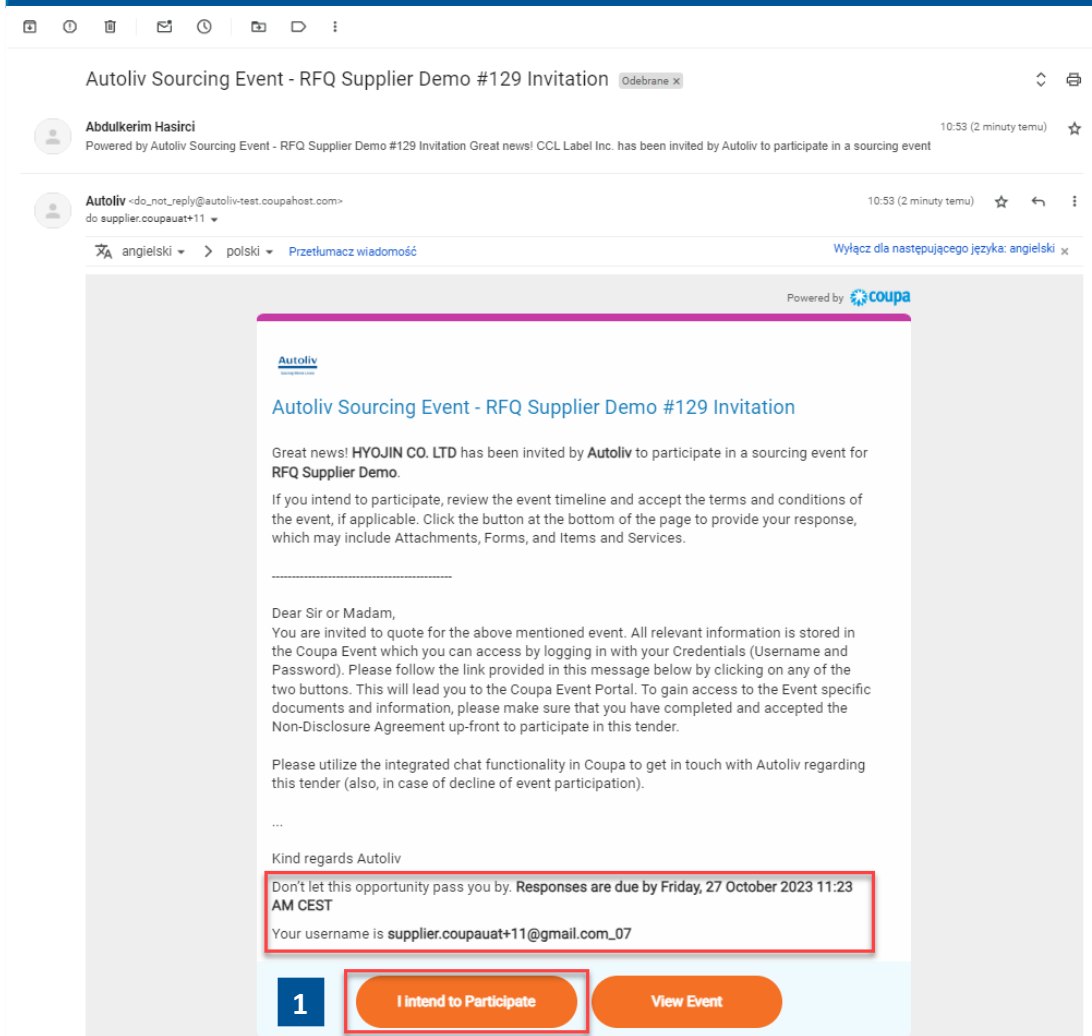 Autoliv Sourcing Event - RFQ Supplier Demo #129 Invitation Odebrane x
Abdulkerim Hasirci 10:53 (2 minuty temu)
Powered by Autoliv Sourcing Event - RFQ Supplier Demo #129 Invitation Great news! CCL Label Inc. has been invited by Autoliv to participate in a sourcing event
Autoliv <do_not_reply@autoliv-test.coupahost.com> 10:53 (2 minuty temu)
do supplier.coupauat+11
angielski > polski Przetłumacz wiadomość Wyłącz dla następującego języka: angielski x
Powered by coupa
Autoliv
Autoliv Sourcing Event - RFQ Supplier Demo #129 Invitation
Great news! HYOJIN CO. LTD has been invited by Autoliv to participate in a sourcing event for
RFQ Supplier Demo.
If you intend to participate, review the event timeline and accept the terms and conditions of
the event, if applicable. Click the button at the bottom of the page to provide your response,
which may include Attachments, Forms, and Items and Services.
---------------------------------------------
Dear Sir or Madam,
You are invited to quote for the above mentioned event. All relevant information is stored in
the Coupa Event which you can access by logging in with your Credentials (Username and
Password). Please follow the link provided in this message below by clicking on any of the
two buttons. This will lead you to the Coupa Event Portal. To gain access to the Event specific
documents and information, please make sure that you have completed and accepted the
Non-Disclosure Agreement up-front to participate in this tender.
Please utilize the integrated chat functionality in Coupa to get in touch with Autoliv regarding
this tender (also, in case of decline of event participation).
...
Kind regards Autoliv
Don't let this opportunity pass you by. Responses are due by Friday, 27 October 2023 11:23
AM CEST
Your username is supplier.coupauat+11@gmail.com_07
1 I intend to Participate View Event